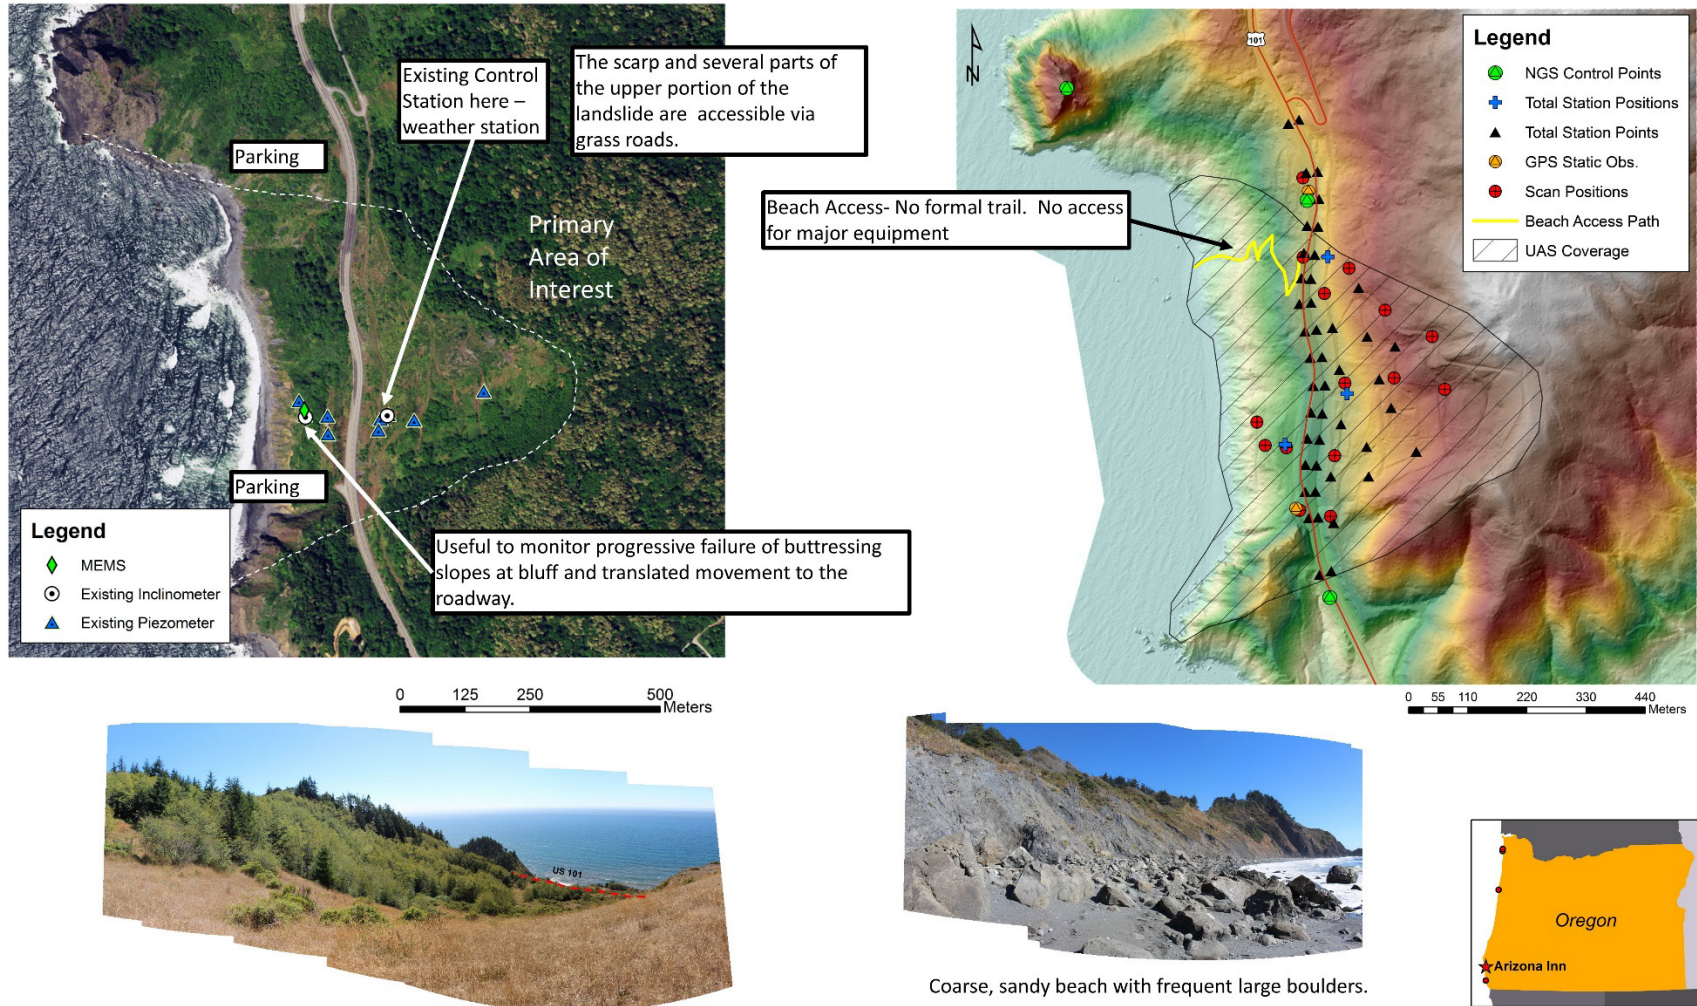 Existing Control
Station here –
weather station
The scarp and several parts of
the upper portion of the
landslide are  accessible via
grass roads.
Parking
Primary
Area of
Interest
Parking
Useful to monitor progressive failure of buttressing
slopes at bluff and translated movement to the
roadway.
Legend
MEMS
Existing Inclinometer
Existing Piezometer
0 125 250 500
Meters
N
101
Beach Access- No formal trail.  No access
for major equipment
Legend
NGS Control Points
Total Station Positions
Total Station Points
GPS Static Obs.
Scan Positions
Beach Access Path
UAS Coverage
0 55 110 220 330 440
Meters
US 101
Coarse, sandy beach with frequent large boulders.
Oregon
Arizona Inn